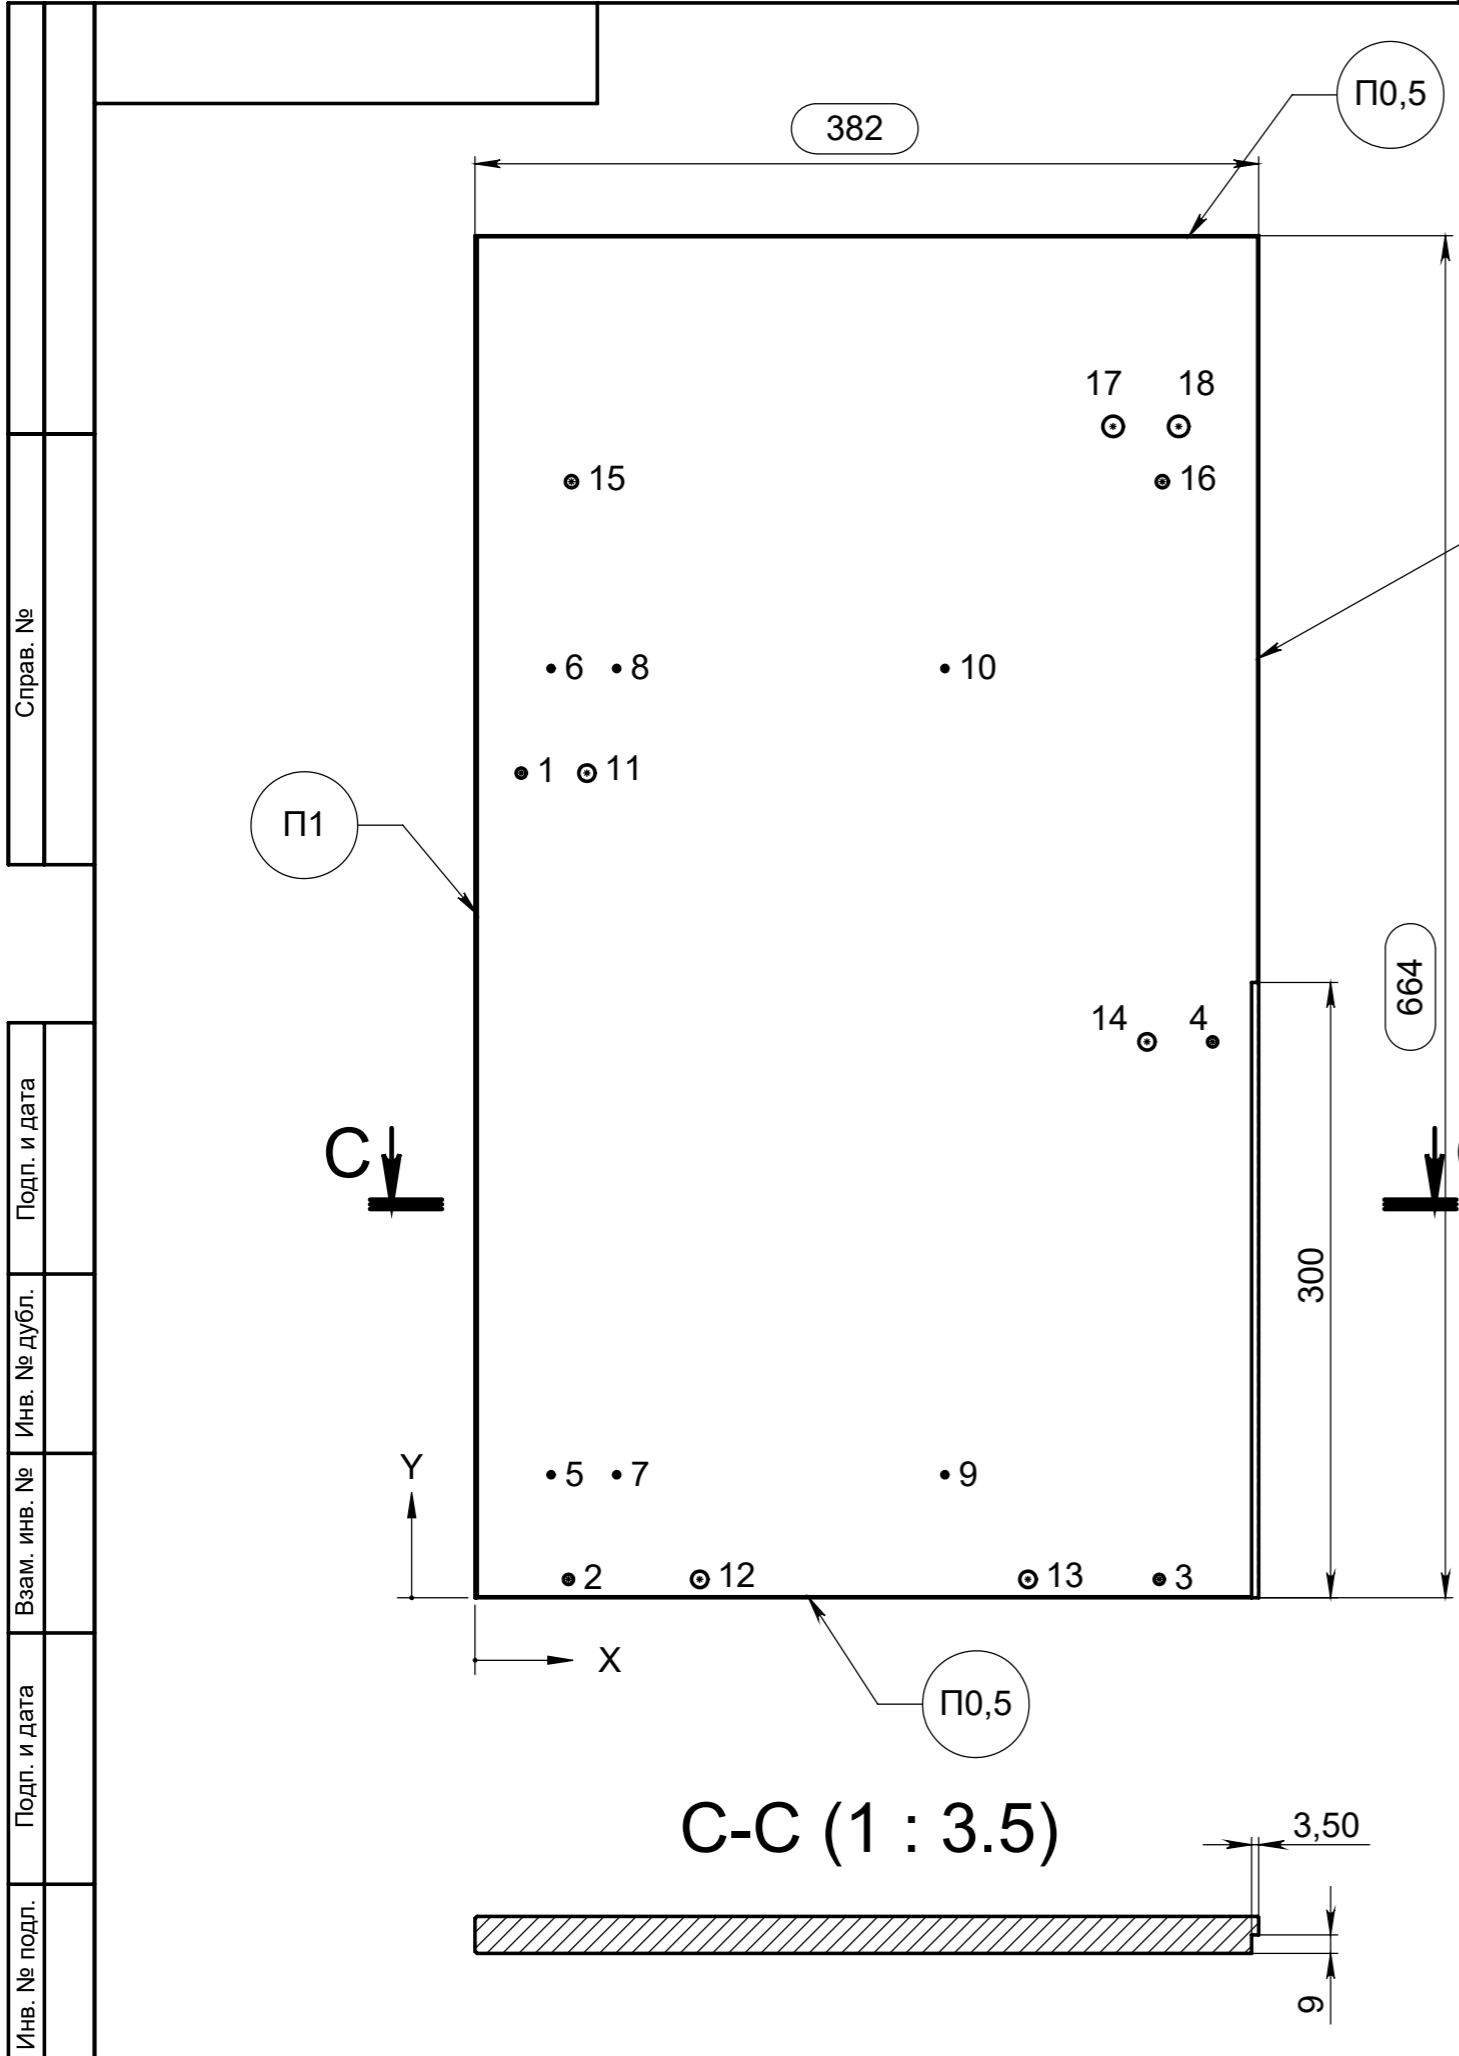 П0,5
382
17 18
15 16
6 8 10
1 11
П1
14 4
664
C
300
Y
5 7 9
2 12 13 3
X
П0,5
C-C (1 : 3.5)
3,50
9
Справ. №
Подп. и дата
Инв. № дубл.
Взам. инв. №
Подп. и дата
Инв. № подл.